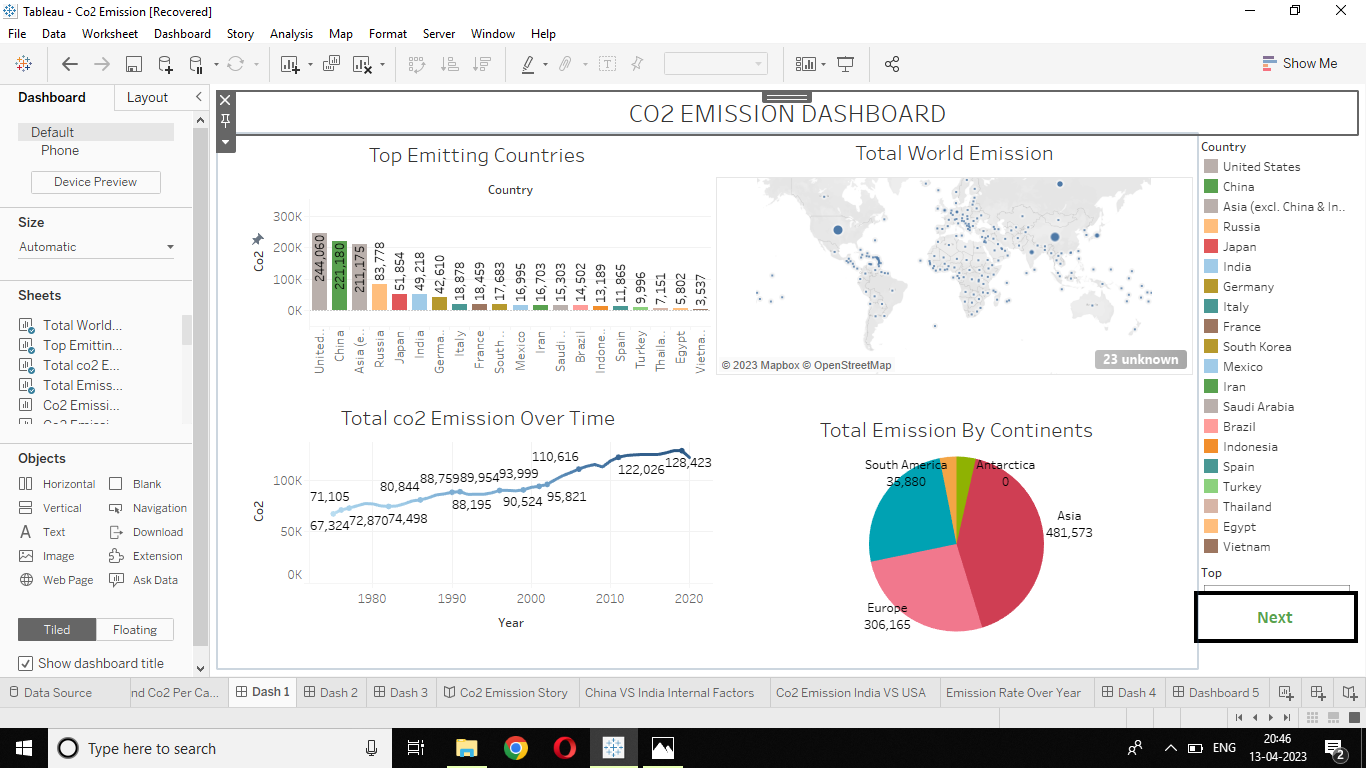 Tableau - Co2 Emission [Recovered]
File Data Worksheet Dashboard Story Analysis Map Format Server Window Help
Show Me
Dashboard Layout
Default
Phone
Device Preview
Size
Automatic
Sheets
Total World...
Top Emittin...
Total co2 E...
Total Emiss...
Co2 Emissi...
Objects
Horizontal Blank
Vertical Navigation
Text Download
Image Extension
Web Page Ask Data
Tiled Floating
Show dashboard title
CO2 EMISSION DASHBOARD
Top Emitting Countries
Country
Co2
300K
200K
100K
0K
244,060
221,180
211,175
83,778
51,854
49,218
42,610
18,878
18,459
17,683
16,995
16,703
15,303
14,502
13,189
11,865
9,996
7,151
5,802
3,537
United..
China
Asia (e..
Russia
Japan
India
Germa..
Italy
France
South ..
Mexico
Iran
Saudi ..
Brazil
Indone..
Spain
Turkey
Thaila..
Egypt
Vietna..
Total World Emission
© 2023 Mapbox © OpenStreetMap
23 unknown
Total co2 Emission Over Time
Co2
100K
50K
0K
67,324
71,105
72,870
74,498
80,844
88,759
88,195
89,954
93,999
90,524
95,821
110,616
122,026
128,423
1980 1990 2000 2010 2020
Year
Total Emission By Continents
South America
35,880
Antarctica
0
Asia
481,573
Europe
306,165
Country
United States
China
Asia (excl. China & In..
Russia
Japan
India
Germany
Italy
France
South Korea
Mexico
Iran
Saudi Arabia
Brazil
Indonesia
Spain
Turkey
Thailand
Egypt
Vietnam
Top
Next
Data Source nd Co2 Per Ca... Dash 1 Dash 2 Dash 3 Co2 Emission Story China VS India Internal Factors Co2 Emission India VS USA Emission Rate Over Year Dash 4 Dashboard 5
Type here to search
ENG
20:46
13-04-2023
2